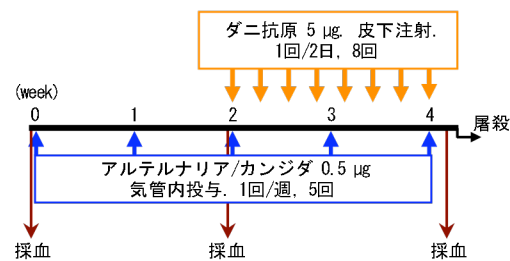 ダニ抗原 5 μg. 皮下注射.
1回/2日, 8回
(week)
0 1 2 3 4
屠殺
アルテルナリア/カンジダ 0.5 μg
気管内投与. 1回/週, 5回
採血 採血 採血